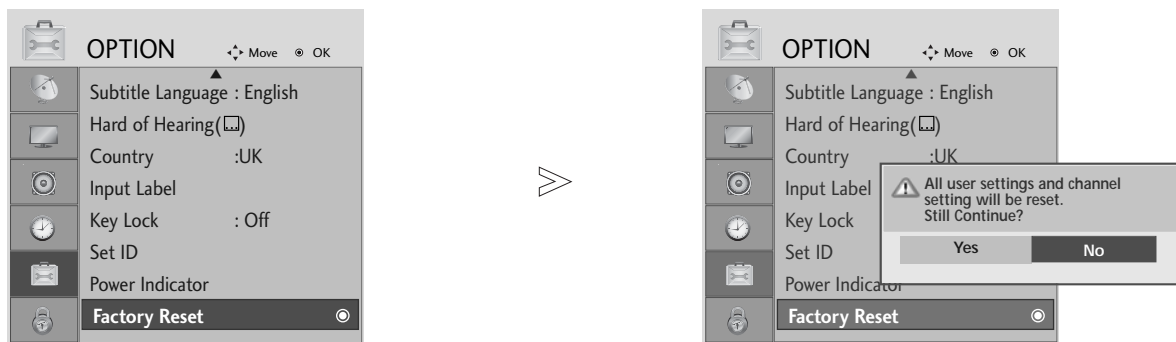 OPTION Move OK
Subtitle Language : English
Hard of Hearing( )
Country :UK
Input Label
Key Lock : Off
Set ID
Power Indicator
Factory Reset
OPTION Move OK
Subtitle Language : English
Hard of Hearing( )
Country :UK
Input Label
Key Lock
Set ID
Power Indicator
Factory Reset
All user settings and channel
setting will be reset.
Still Continue?
Yes No